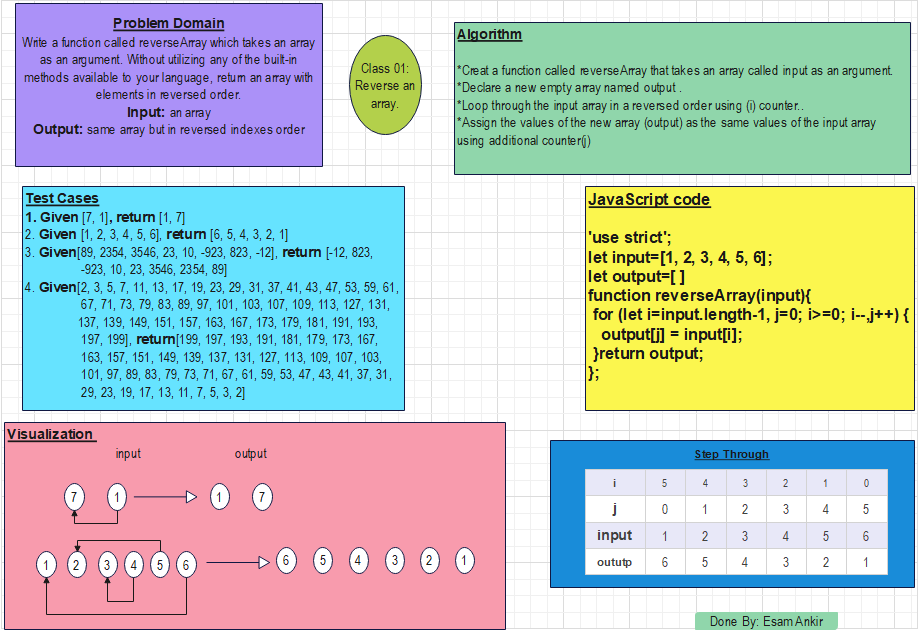 Problem Domain
Write a function called reverseArray which takes an array
as an argument. Without utilizing any of the built-in
methods available to your language, return an array with
elements in reversed order.
Input: an array
Output: same array but in reversed indexes order
Class 01:
Reverse an
array.
Algorithm
*Creat a function called reverseArray that takes an array called input as an argument.
*Declare a new empty array named output .
*Loop through the input array in a reversed order using (i) counter..
*Assign the values of the new array (output) as the same values of the input array
using additional counter(j)
Test Cases
1. Given [7, 1], return [1, 7]
2. Given [1, 2, 3, 4, 5, 6], return [6, 5, 4, 3, 2, 1]
3. Given[89, 2354, 3546, 23, 10, -923, 823, -12], return [-12, 823,
-923, 10, 23, 3546, 2354, 89]
4. Given[2, 3, 5, 7, 11, 13, 17, 19, 23, 29, 31, 37, 41, 43, 47, 53, 59, 61,
67, 71, 73, 79, 83, 89, 97, 101, 103, 107, 109, 113, 127, 131,
137, 139, 149, 151, 157, 163, 167, 173, 179, 181, 191, 193,
197, 199], return[199, 197, 193, 191, 181, 179, 173, 167,
163, 157, 151, 149, 139, 137, 131, 127, 113, 109, 107, 103,
101, 97, 89, 83, 79, 73, 71, 67, 61, 59, 53, 47, 43, 41, 37, 31,
29, 23, 19, 17, 13, 11, 7, 5, 3, 2]
JavaScript code
'use strict';
let input=[1, 2, 3, 4, 5, 6];
let output=[ ]
function reverseArray(input){
for (let i=input.length-1, j=0; i>=0; i--,j++) {
output[j] = input[i];
}return output;
};
Visualization
input output
7 1 1 7
1 2 3 4 5 6 6 5 4 3 2 1
Step Through
i 5 4 3 2 1 0
j 0 1 2 3 4 5
input 1 2 3 4 5 6
oututp 6 5 4 3 2 1
Done By: Esam Ankir